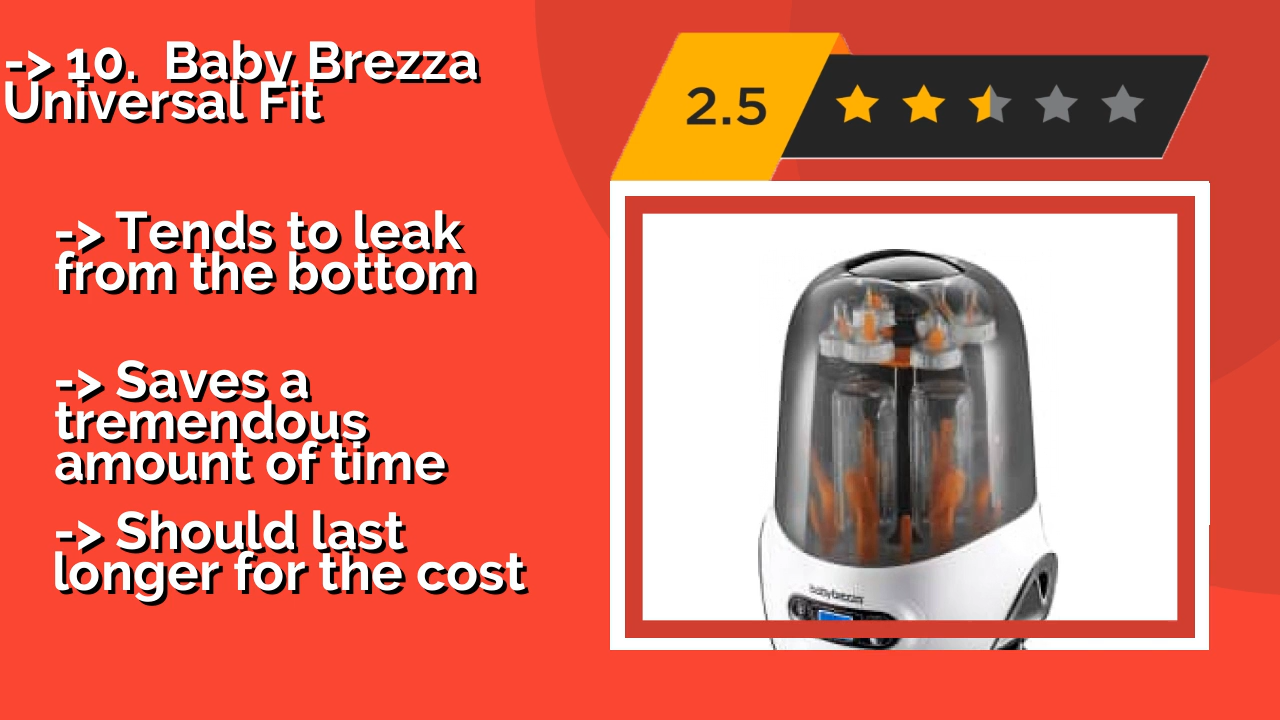 -> 10.  Baby Brezza
Universal Fit
2.5
-> Tends to leak
from the bottom
-> Saves a
tremendous
amount of time
-> Should last
longer for the cost
babybrezza